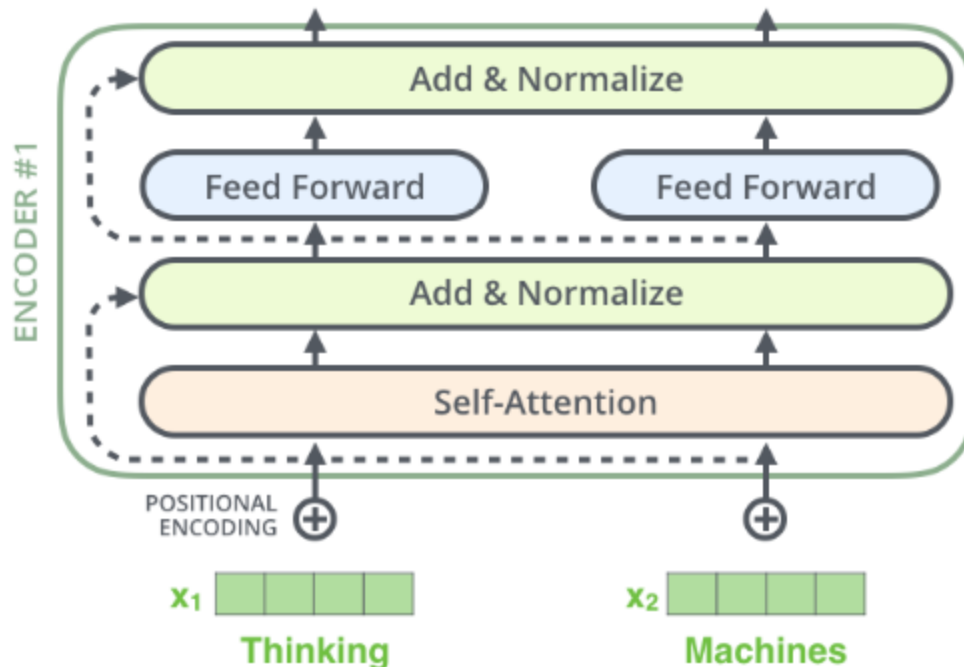 ENCODER #1
Add & Normalize
Feed Forward
Feed Forward
Add & Normalize
Self-Attention
POSITIONAL
ENCODING
x₁
x₂
Thinking
Machines